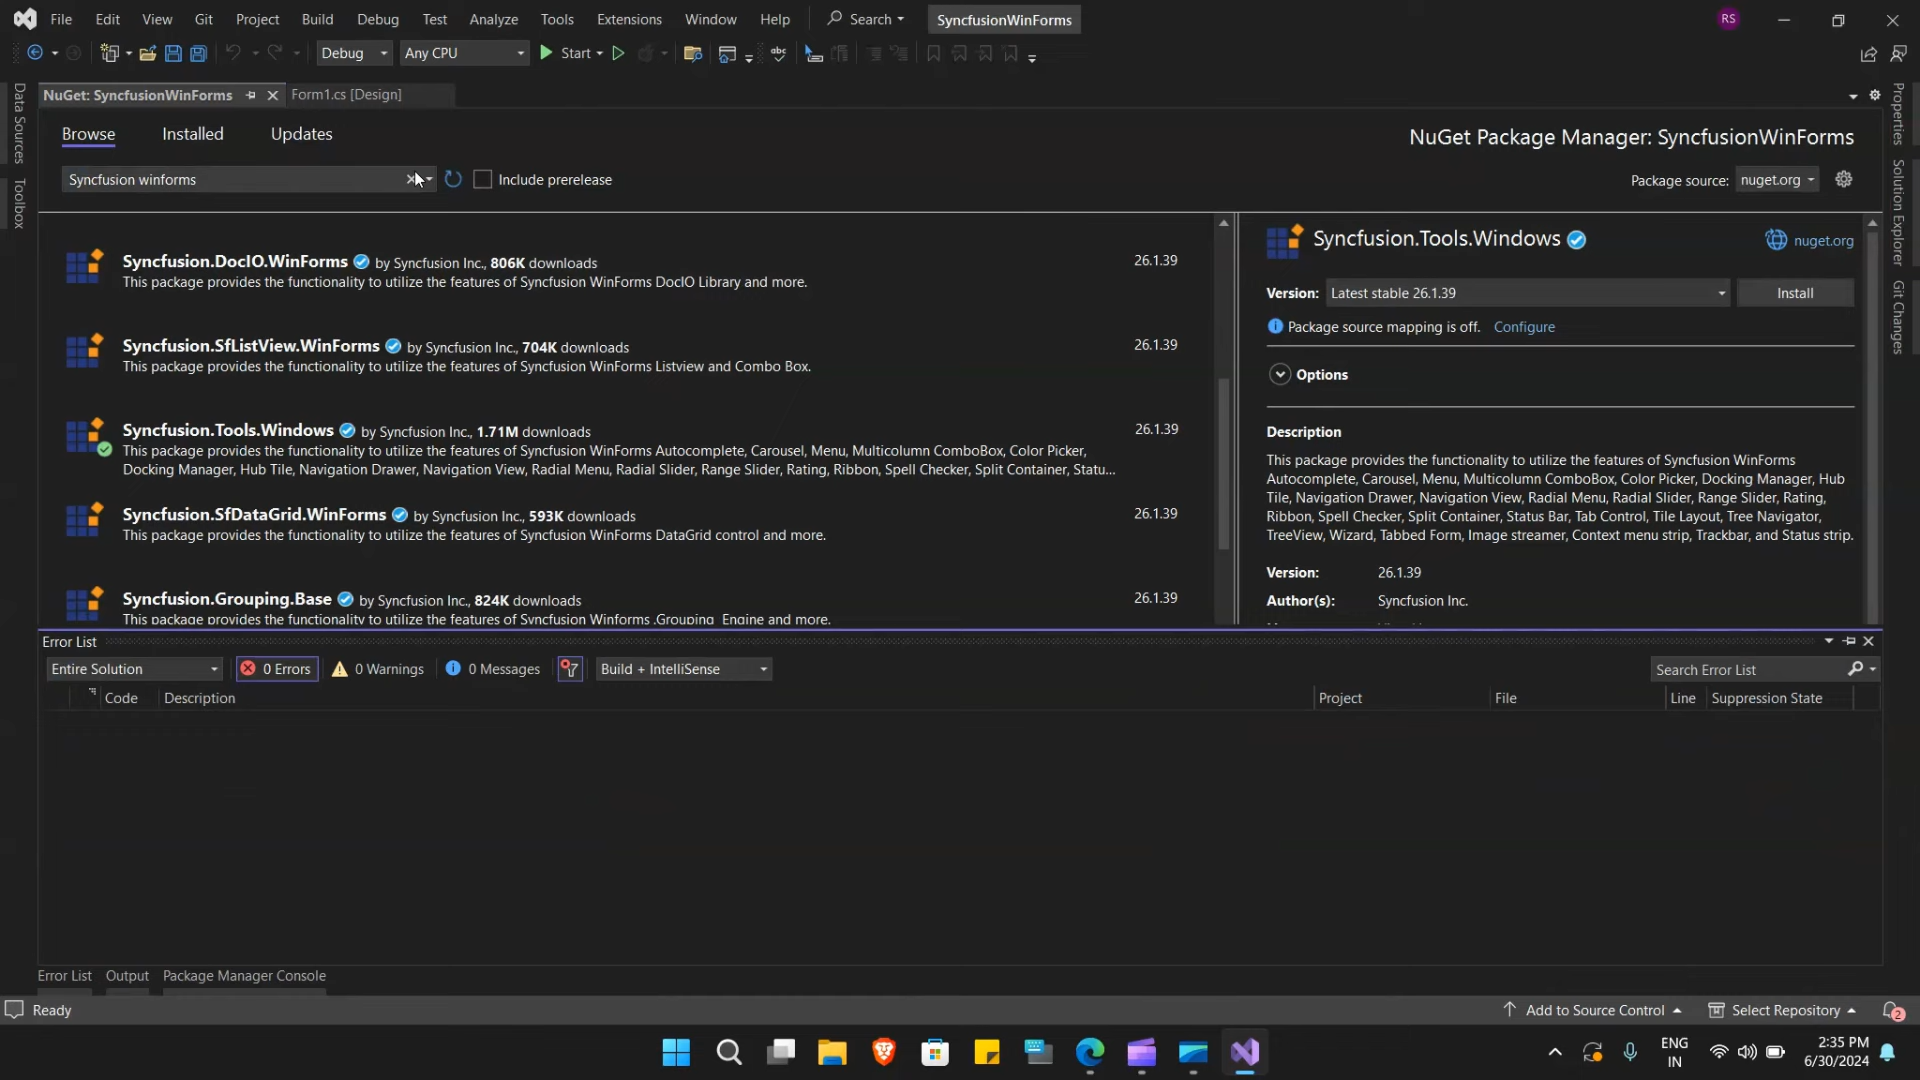 File Edit View Git Project Build Debug Test Analyze Tools Extensions Window Help Search SyncfusionWinForms RS
Debug Any CPU Start
NuGet: SyncfusionWinForms Form1.cs [Design]
Data Sources
Toolbox
Properties
Solution Explorer
Git Changes
Browse Installed Updates
NuGet Package Manager: SyncfusionWinForms
Syncfusion winforms Include prerelease
Package source: nuget.org
Syncfusion.DocIO.WinForms by Syncfusion Inc., 806K downloads 26.1.39
This package provides the functionality to utilize the features of Syncfusion WinForms DocIO Library and more.
Syncfusion.SfListView.WinForms by Syncfusion Inc., 704K downloads 26.1.39
This package provides the functionality to utilize the features of Syncfusion WinForms Listview and Combo Box.
Syncfusion.Tools.Windows by Syncfusion Inc., 1.71M downloads 26.1.39
This package provides the functionality to utilize the features of Syncfusion WinForms Autocomplete, Carousel, Menu, Multicolumn ComboBox, Color Picker,
Docking Manager, Hub Tile, Navigation Drawer, Navigation View, Radial Menu, Radial Slider, Range Slider, Rating, Ribbon, Spell Checker, Split Container, Statu...
Syncfusion.SfDataGrid.WinForms by Syncfusion Inc., 593K downloads 26.1.39
This package provides the functionality to utilize the features of Syncfusion WinForms DataGrid control and more.
Syncfusion.Grouping.Base by Syncfusion Inc., 824K downloads 26.1.39
This package provides the functionality to utilize the features of Syncfusion Winforms .Grouping Engine and more.
Syncfusion.Tools.Windows nuget.org
Version: Latest stable 26.1.39 Install
Package source mapping is off. Configure
Options
Description
This package provides the functionality to utilize the features of Syncfusion WinForms
Autocomplete, Carousel, Menu, Multicolumn ComboBox, Color Picker, Docking Manager, Hub
Tile, Navigation Drawer, Navigation View, Radial Menu, Radial Slider, Range Slider, Rating,
Ribbon, Spell Checker, Split Container, Status Bar, Tab Control, Tile Layout, Tree Navigator,
TreeView, Wizard, Tabbed Form, Image streamer, Context menu strip, Trackbar, and Status strip.
Version: 26.1.39
Author(s): Syncfusion Inc.
Error List
Entire Solution 0 Errors 0 Warnings 0 Messages Build + IntelliSense Search Error List
Code Description Project File Line Suppression State
Error List Output Package Manager Console
Ready Add to Source Control Select Repository 2
ENG
IN
2:35 PM
6/30/2024